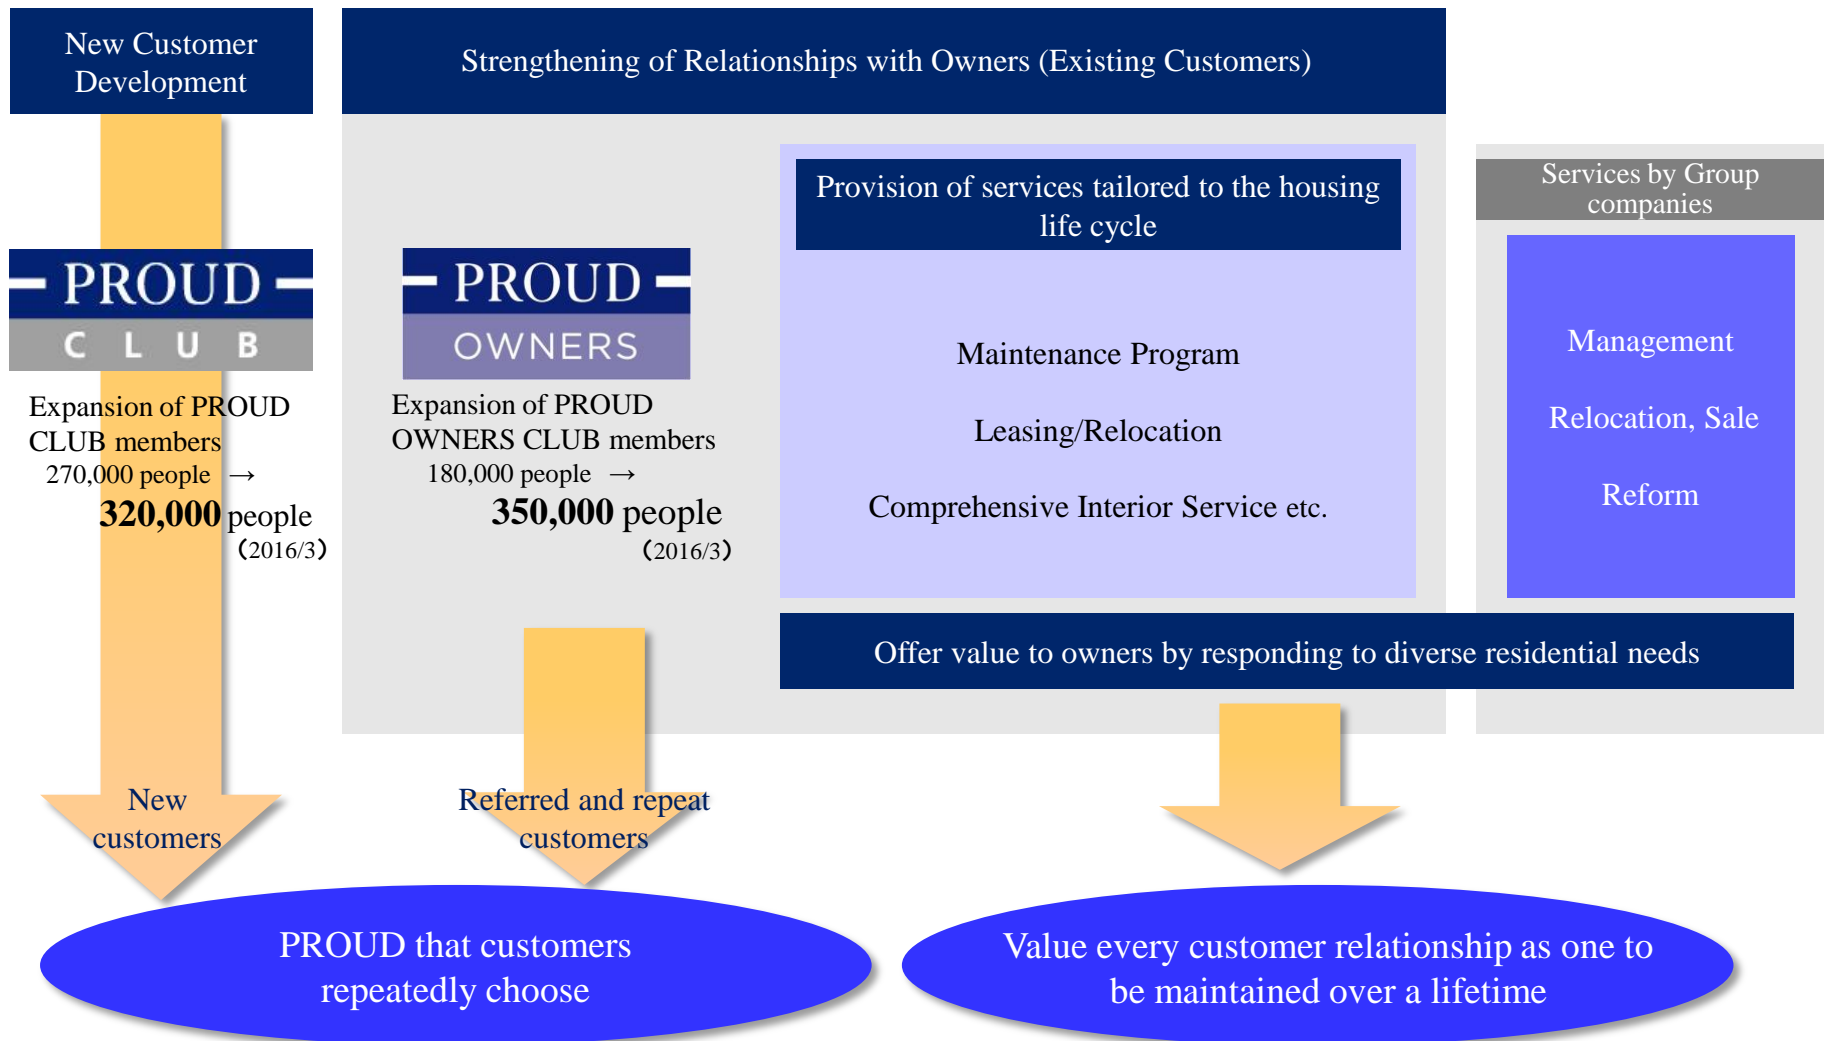 New Customer
Development
Strengthening of Relationships with Owners (Existing Customers)
PROUD
CLUB
Expansion of PROUD
CLUB members
270,000 people →
320,000 people
（2016/3）
PROUD
OWNERS
Expansion of PROUD
OWNERS CLUB members
180,000 people →
350,000 people
（2016/3）
Provision of services tailored to the housing
life cycle
Maintenance Program
Leasing/Relocation
Comprehensive Interior Service etc.
Services by Group
companies
Management
Relocation, Sale
Reform
Offer value to owners by responding to diverse residential needs
New
customers
Referred and repeat
customers
PROUD that customers
repeatedly choose
Value every customer relationship as one to
be maintained over a lifetime